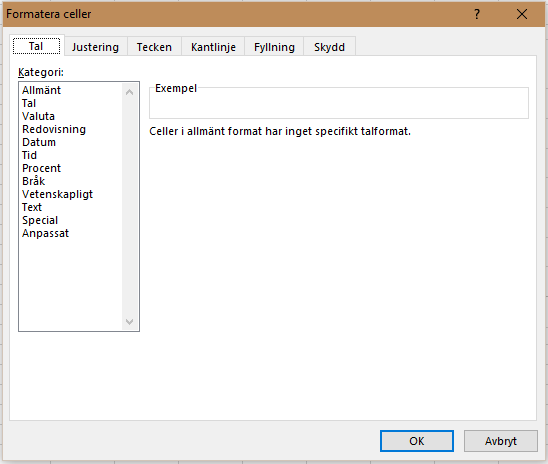 Formatera celler
?
Tal Justering Tecken Kantlinje Fyllning Skydd
Kategori:
Allmänt
Tal
Valuta
Redovisning
Datum
Tid
Procent
Bråk
Vetenskapligt
Text
Special
Anpassat
Exempel
Celler i allmänt format har inget specifikt talformat.
OK Avbryt